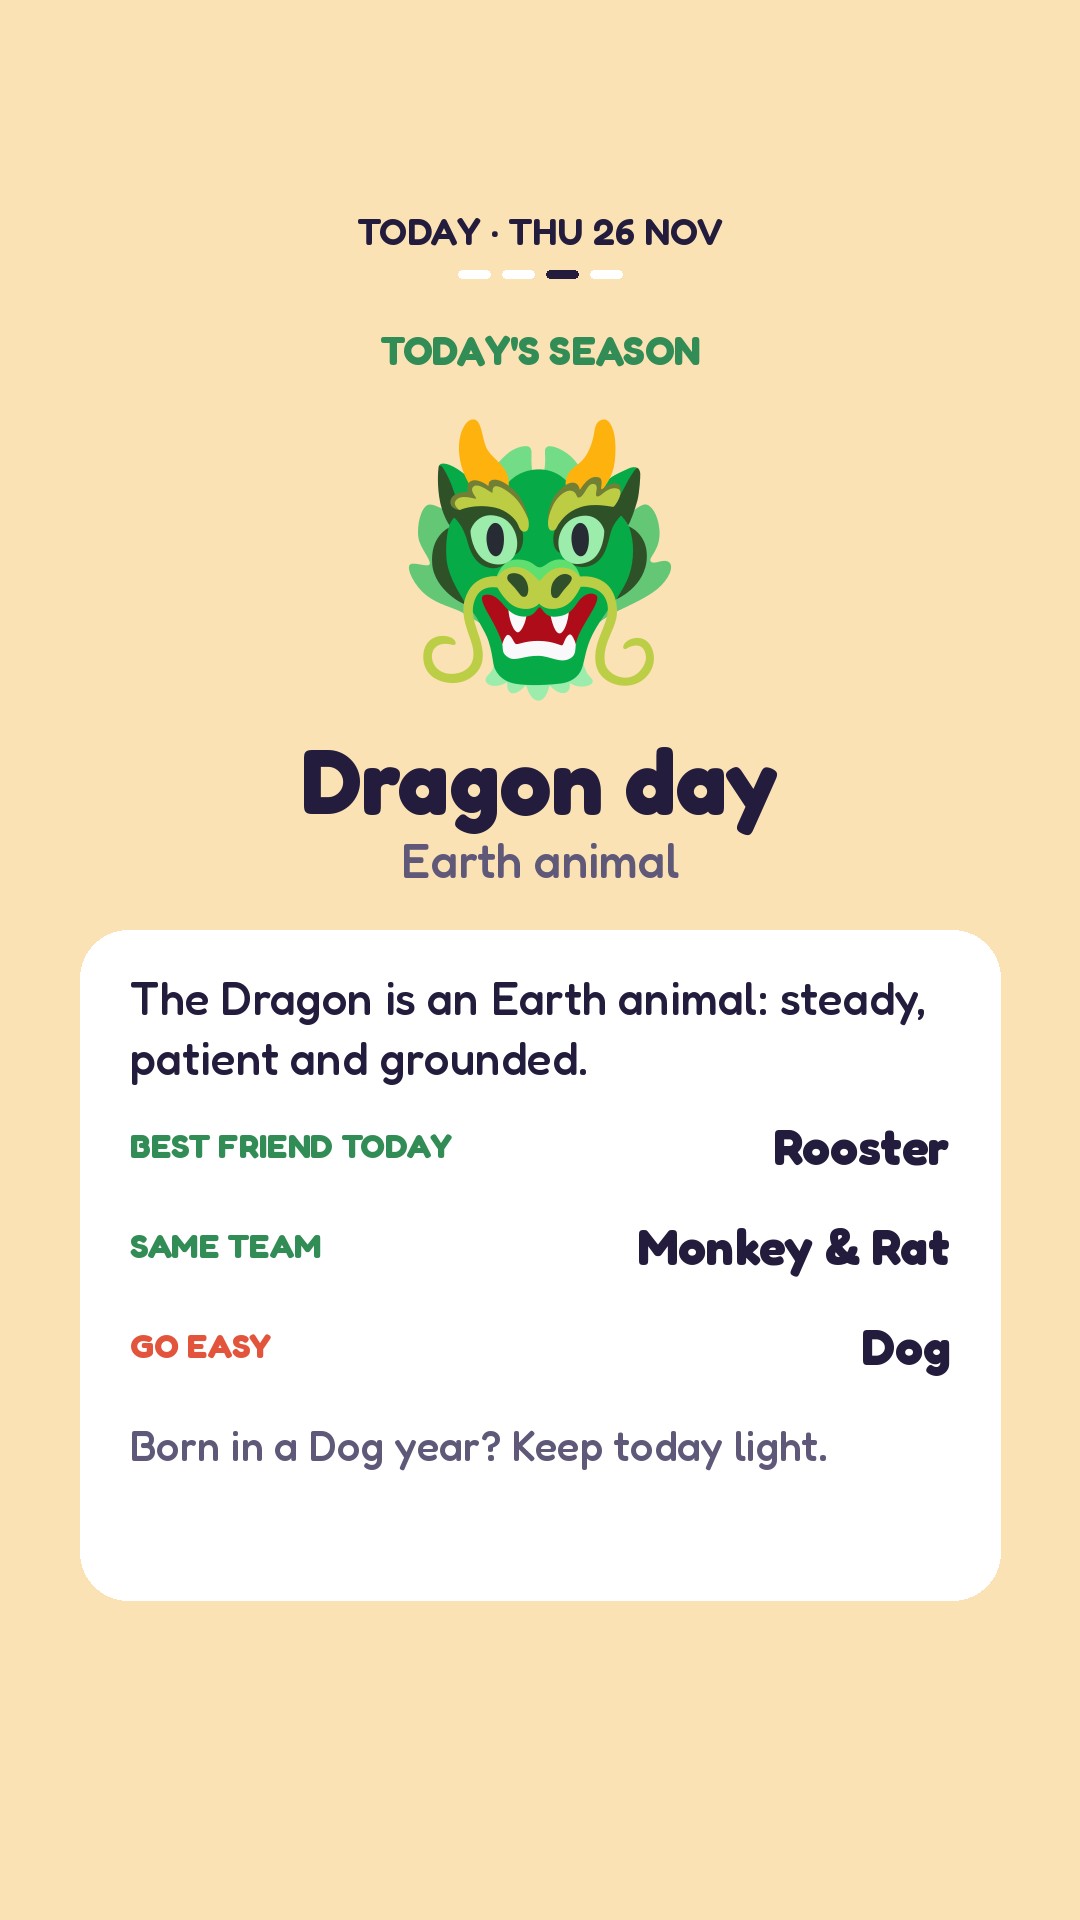 TODAY · THU 26 NOV
TODAY'S SEASON
Dragon day
Earth animal
The Dragon is an Earth animal: steady,
patient and grounded.
BEST FRIEND TODAY Rooster
SAME TEAM Monkey & Rat
GO EASY Dog
Born in a Dog year? Keep today light.